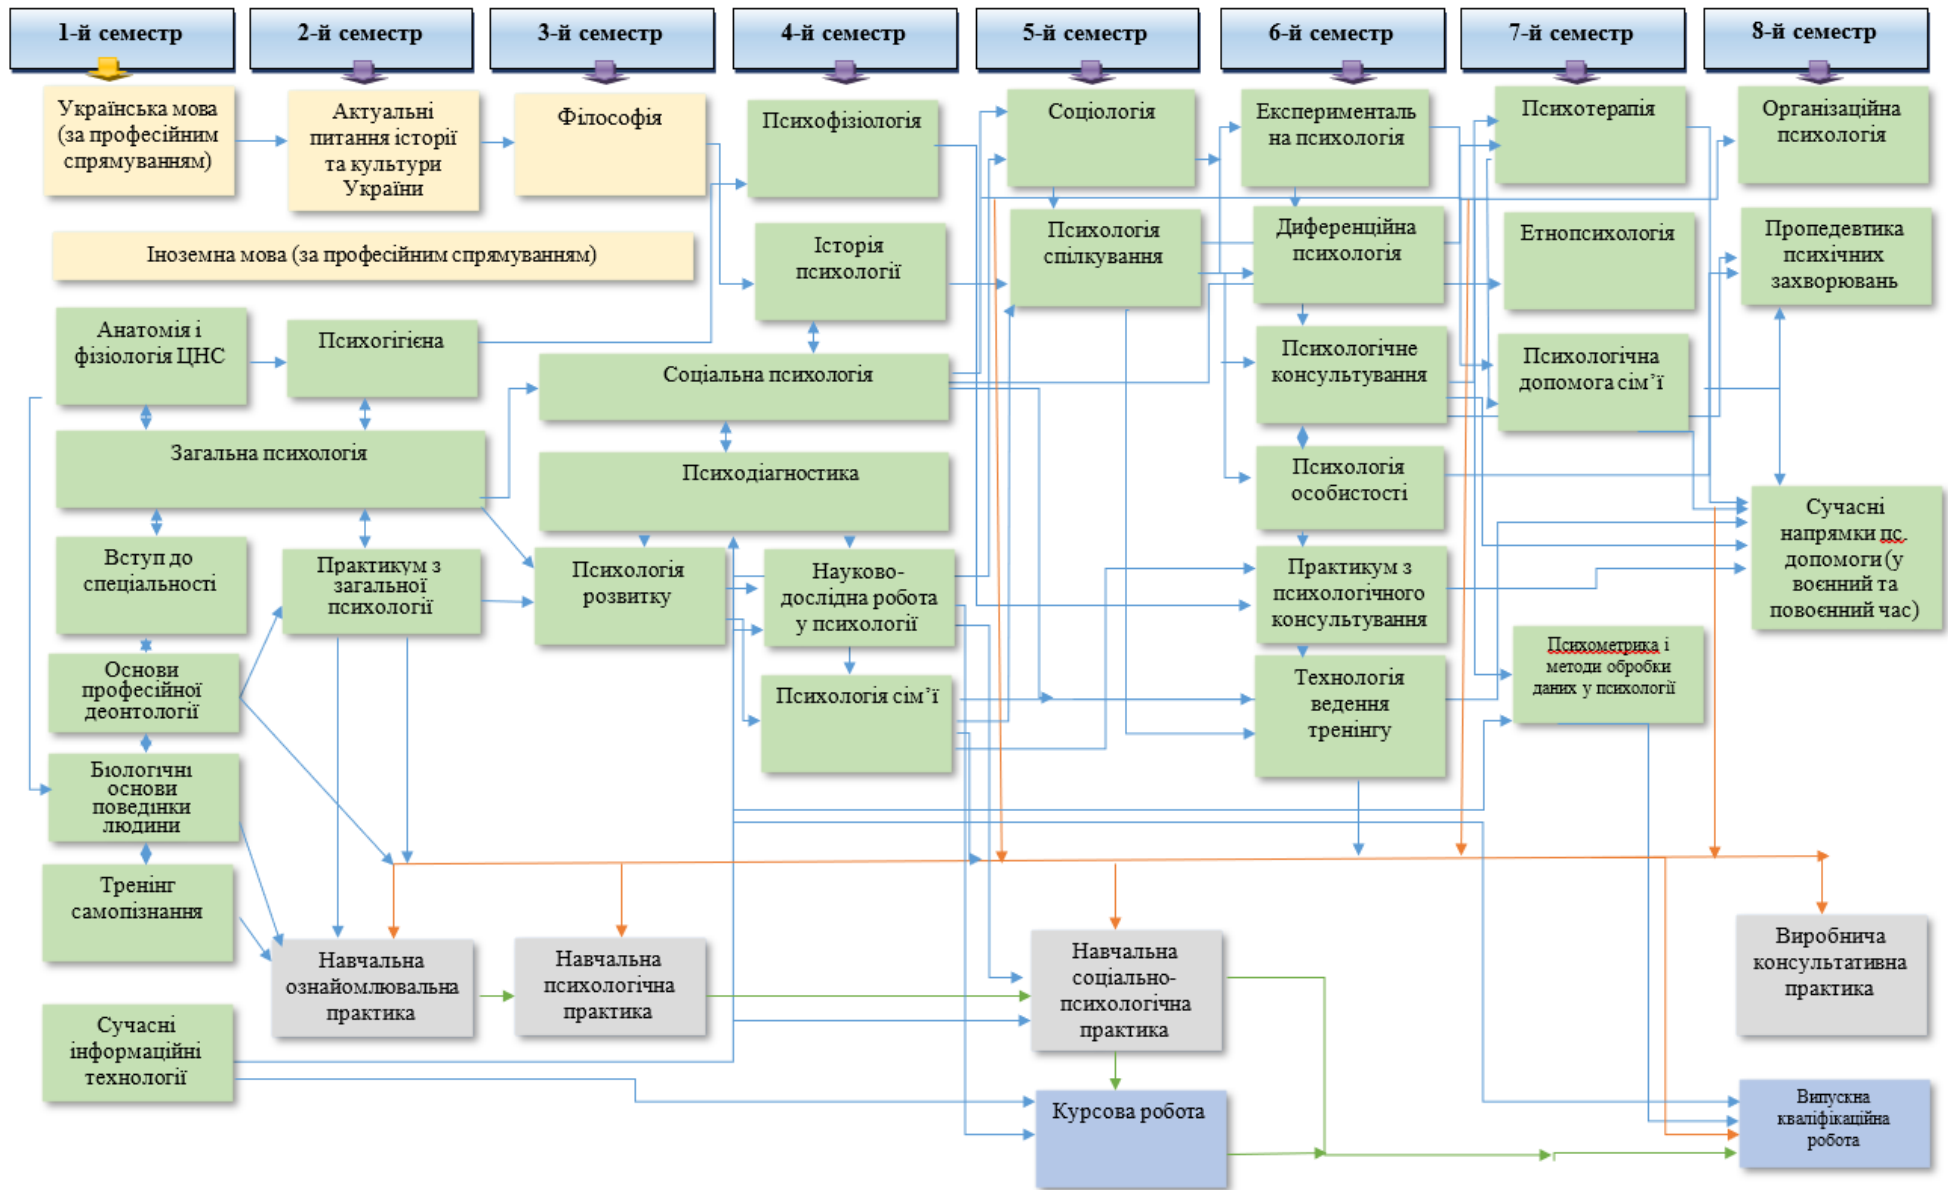 1-й семестр
2-й семестр
3-й семестр
4-й семестр
5-й семестр
6-й семестр
7-й семестр
8-й семестр
Українська мова
(за професійним
спрямуванням)
Актуальні
питання історії
та культури
України
Філософія
Психофізіологія
Соціологія
Експерименталь
на психологія
Психотерапія
Організаційна
психологія
Іноземна мова (за професійним спрямуванням)
Історія
психології
Психологія
спілкування
Диференційна
психологія
Етнопсихологія
Пропедевтика
психічних
захворювань
Анатомія і
фізіологія ЦНС
Психогігієна
Соціальна психологія
Психологічне
консультування
Психологічна
допомога сім’ї
Загальна психологія
Психодіагностика
Психологія
особистості
Сучасні
напрямки пс.
допомоги (у
воєнний та
повоєнний час)
Вступ до
спеціальності
Практикум з
загальної
психології
Психологія
розвитку
Науково-
дослідна робота
у психології
Практикум з
психологічного
консультування
Основи
професійної
деонтології
Психологія сім’ї
Технологія
ведення
тренінгу
Психометрика і
методи обробки
даних у психології
Біологічні
основи
поведінки
людини
Тренінг
самопізнання
Навчальна
ознайомлювальна
практика
Навчальна
психологічна
практика
Навчальна
соціально-
психологічна
практика
Виробнича
консультативна
практика
Сучасні
інформаційні
технології
Курсова робота
Випускна
кваліфікаційна
робота